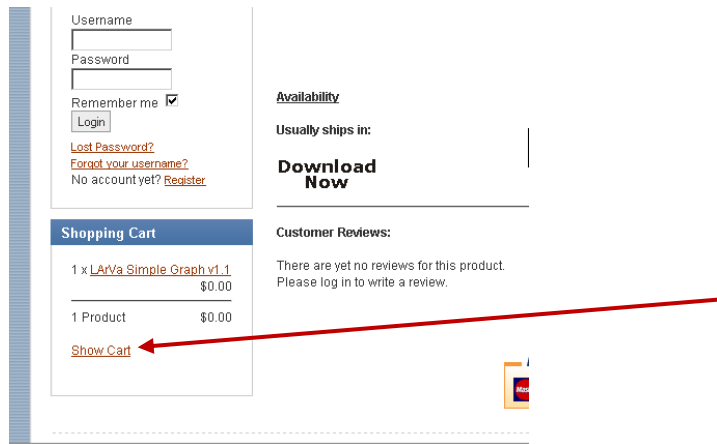 Username
Password
Remember me
Login
Lost Password?
Forgot your username?
No account yet? Register
Shopping Cart
1 x LArVa Simple Graph v1.1
$0.00
1 Product $0.00
Show Cart
Availability
Usually ships in:
Download
Now
Customer Reviews:
There are yet no reviews for this product.
Please log in to write a review.